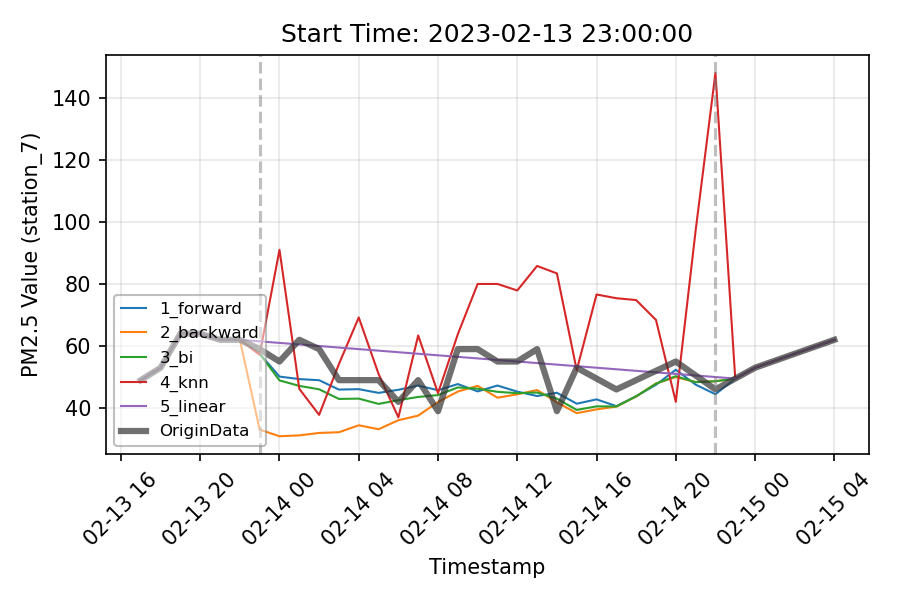 Start Time: 2023-02-13 23:00:00
PM2.5 Value (station_7)
140
120
100
80
60
40
1_forward
2_backward
3_bi
4_knn
5_linear
OriginData
02-13 16
02-13 20
02-14 00
02-14 04
02-14 08
02-14 12
02-14 16
02-14 20
02-15 00
02-15 04
Timestamp